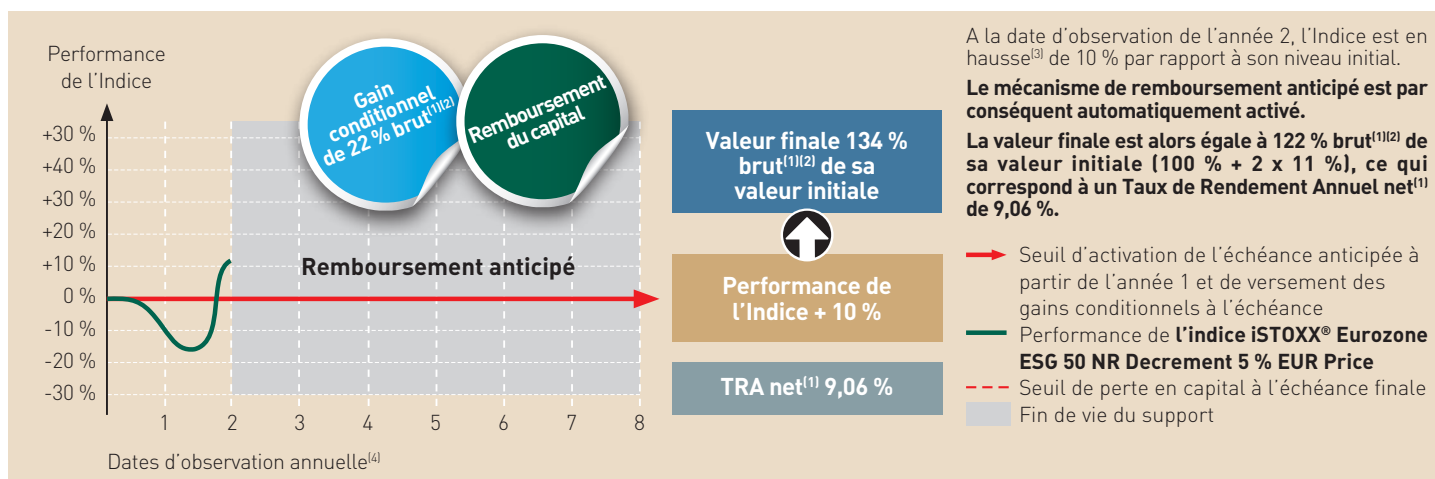 Performance
de l’Indice
+30 %
+40 %
+30 %
+20 %
+10 %
0 %
-10 %
-20 %
-30 %
1
2
3
4
5
6
7
8
Dates d’observation annuelle(4)
Gain
conditionnel
de 22 % brut(1)(2)
Remboursement
du capital
Remboursement anticipé
Valeur finale 134 %
brut(1)(2) de sa
valeur initiale
Performance de
l’Indice + 10 %
TRA net(1) 9,06 %
A la date d’observation de l’année 2, l’Indice est en
hausse(3) de 10 % par rapport à son niveau initial.
Le mécanisme de remboursement anticipé est par
conséquent automatiquement activé.
La valeur finale est alors égale à 122 % brut(1)(2) de
sa valeur initiale (100 % + 2 x 11 %), ce qui
correspond à un Taux de Rendement Annuel net(1)
de 9,06 %.
Seuil d’activation de l’échéance anticipée à
partir de l’année 1 et de versement des
gains conditionnels à l’échéance
Performance de l’indice iSTOXX® Eurozone
ESG 50 NR Decrement 5 % EUR Price
Seuil de perte en capital à l’échéance finale
Fin de vie du support